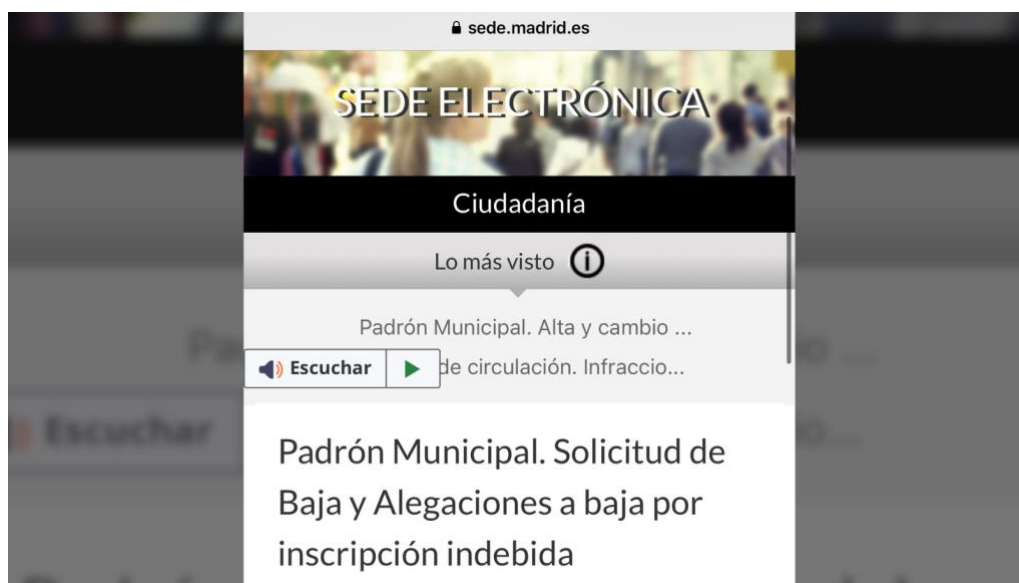 sede.madrid.es
SEDE ELECTRÓNICA
Ciudadanía
Lo más visto
Padrón Municipal. Alta y cambio ...
Escuchar
de circulación. Infraccio...
Padrón Municipal. Solicitud de
Baja y Alegaciones a baja por
inscripción indebida